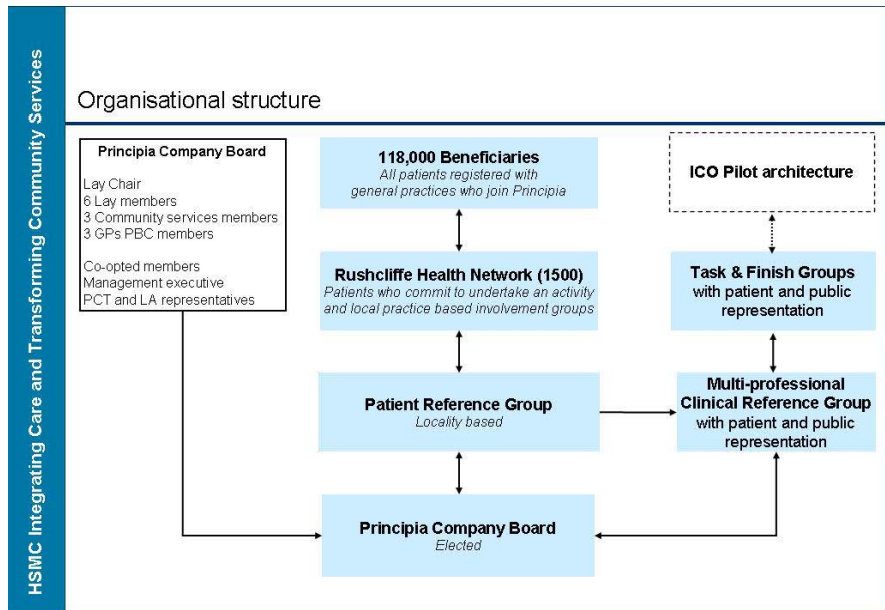 HSMC Integrating Care and Transforming Community Services
Organisational structure
Principia Company Board
Lay Chair
6 Lay members
3 Community services members
3 GPs PBC members
Co-opted members
Management executive
PCT and LA representatives
118,000 Beneficiaries
All patients registered with
general practices who join Principia
Rushcliffe Health Network (1500)
Patients who commit to undertake an activity
and local practice based involvement groups
Patient Reference Group
Locality based
Principia Company Board
Elected
ICO Pilot architecture
Task & Finish Groups
with patient and public
representation
Multi-professional
Clinical Reference Group
with patient and public
representation